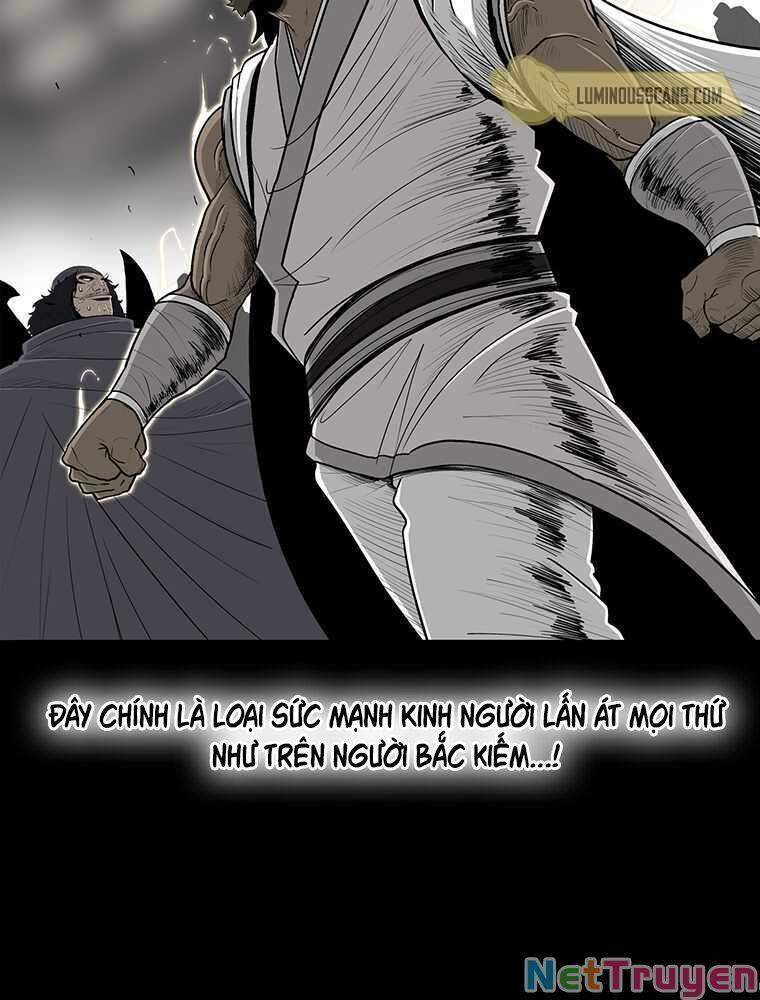 LUMINOUSSCANS.COM
ĐÂY CHÍNH LÀ LOẠI SỨC MẠNH KINH NGƯỜI LẤN ÁT MỌI THỨ
NHƯ TRÊN NGƯỜI BẮC KIẾM...!
NetTruyen